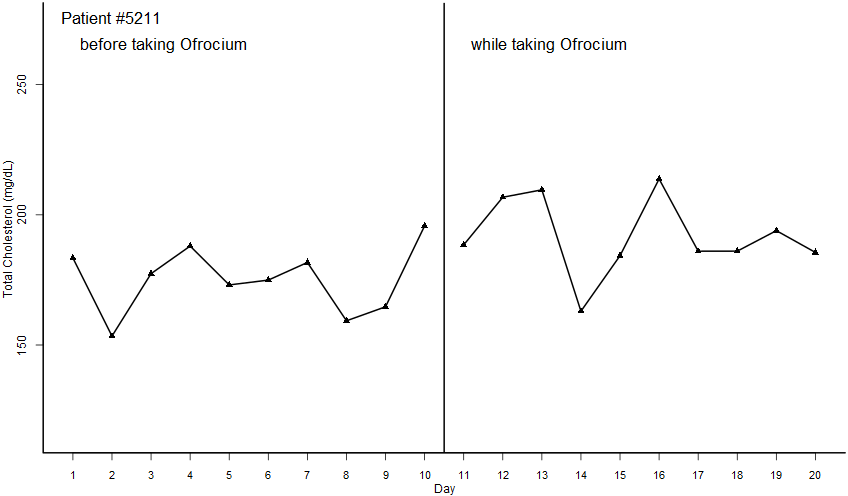 Patient #5211
before taking Ofrocium
while taking Ofrocium
Total Cholesterol (mg/dL)
250
200
150
1 2 3 4 5 6 7 8 9 10 11 12 13 14 15 16 17 18 19 20
Day